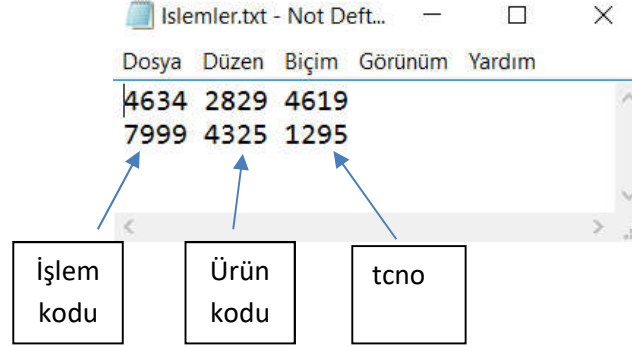 Islemler.txt - Not Deft...
Dosya Düzen Biçim Görünüm Yardım
4634 2829 4619
7999 4325 1295
İşlem kodu
Ürün kodu
tcno